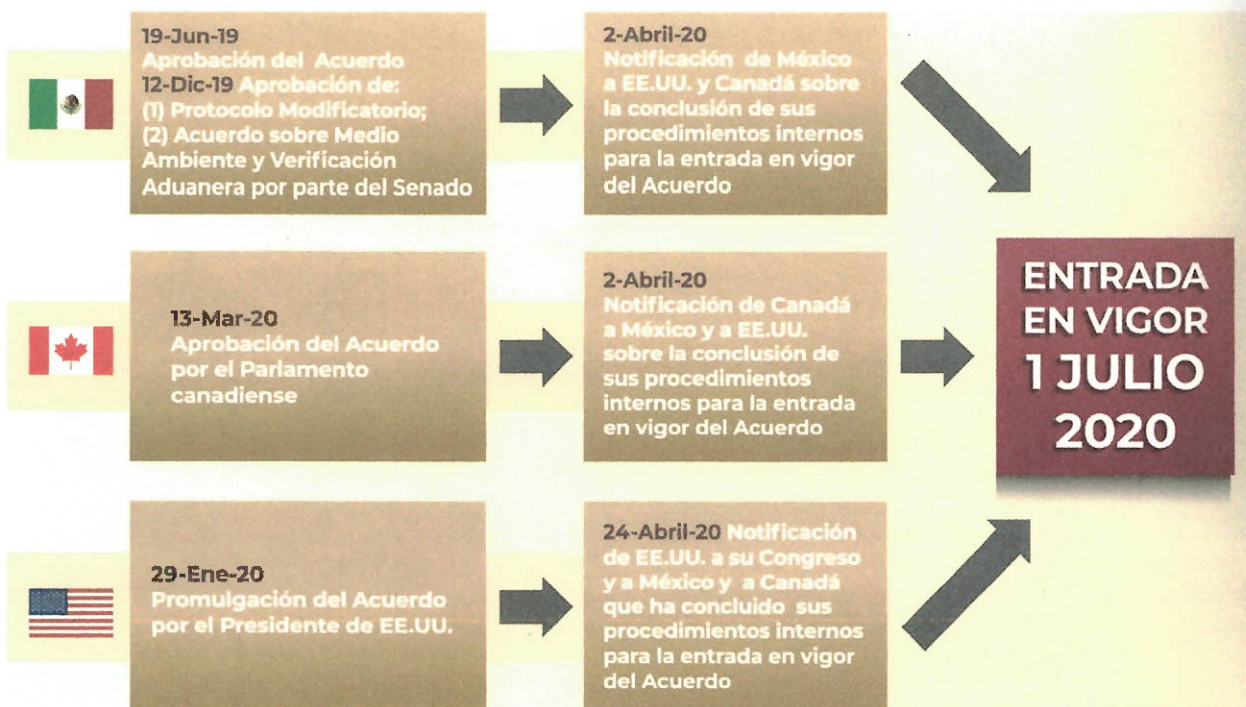 19-Jun-19
Aprobación del Acuerdo
12-Dic-19 Aprobación de:
(1) Protocolo Modificatorio;
(2) Acuerdo sobre Medio
Ambiente y Verificación
Aduanera por parte del Senado
2-Abril-20
Notificación de México
a EE.UU. y Canadá sobre
la conclusión de sus
procedimientos internos
para la entrada en vigor
del Acuerdo
13-Mar-20
Aprobación del Acuerdo
por el Parlamento
canadiense
2-Abril-20
Notificación de Canadá
a México y a EE.UU.
sobre la conclusión de
sus procedimientos
internos para la entrada
en vigor del Acuerdo
29-Ene-20
Promulgación del Acuerdo
por el Presidente de EE.UU.
24-Abril-20 Notificación
de EE.UU. a su Congreso
y a México y a Canadá
que ha concluido sus
procedimientos internos
para la entrada en vigor
del Acuerdo
ENTRADA
EN VIGOR
1 JULIO
2020